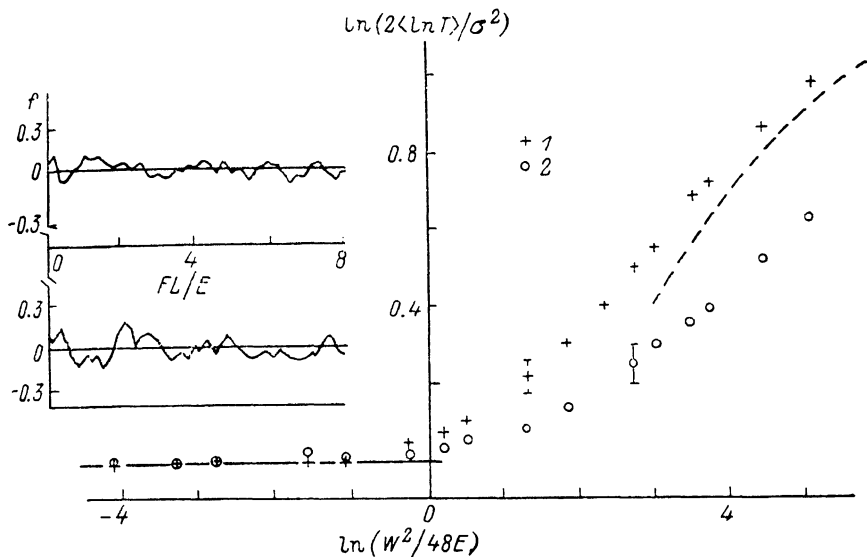 ln(2<lnT>/σ²)
f
0.3
0
-0.3
0 4 8
FL/E
0.3
0
-0.3
+ 1
o 2
0.8
0.4
-4 0 4
ln(W²/48E)